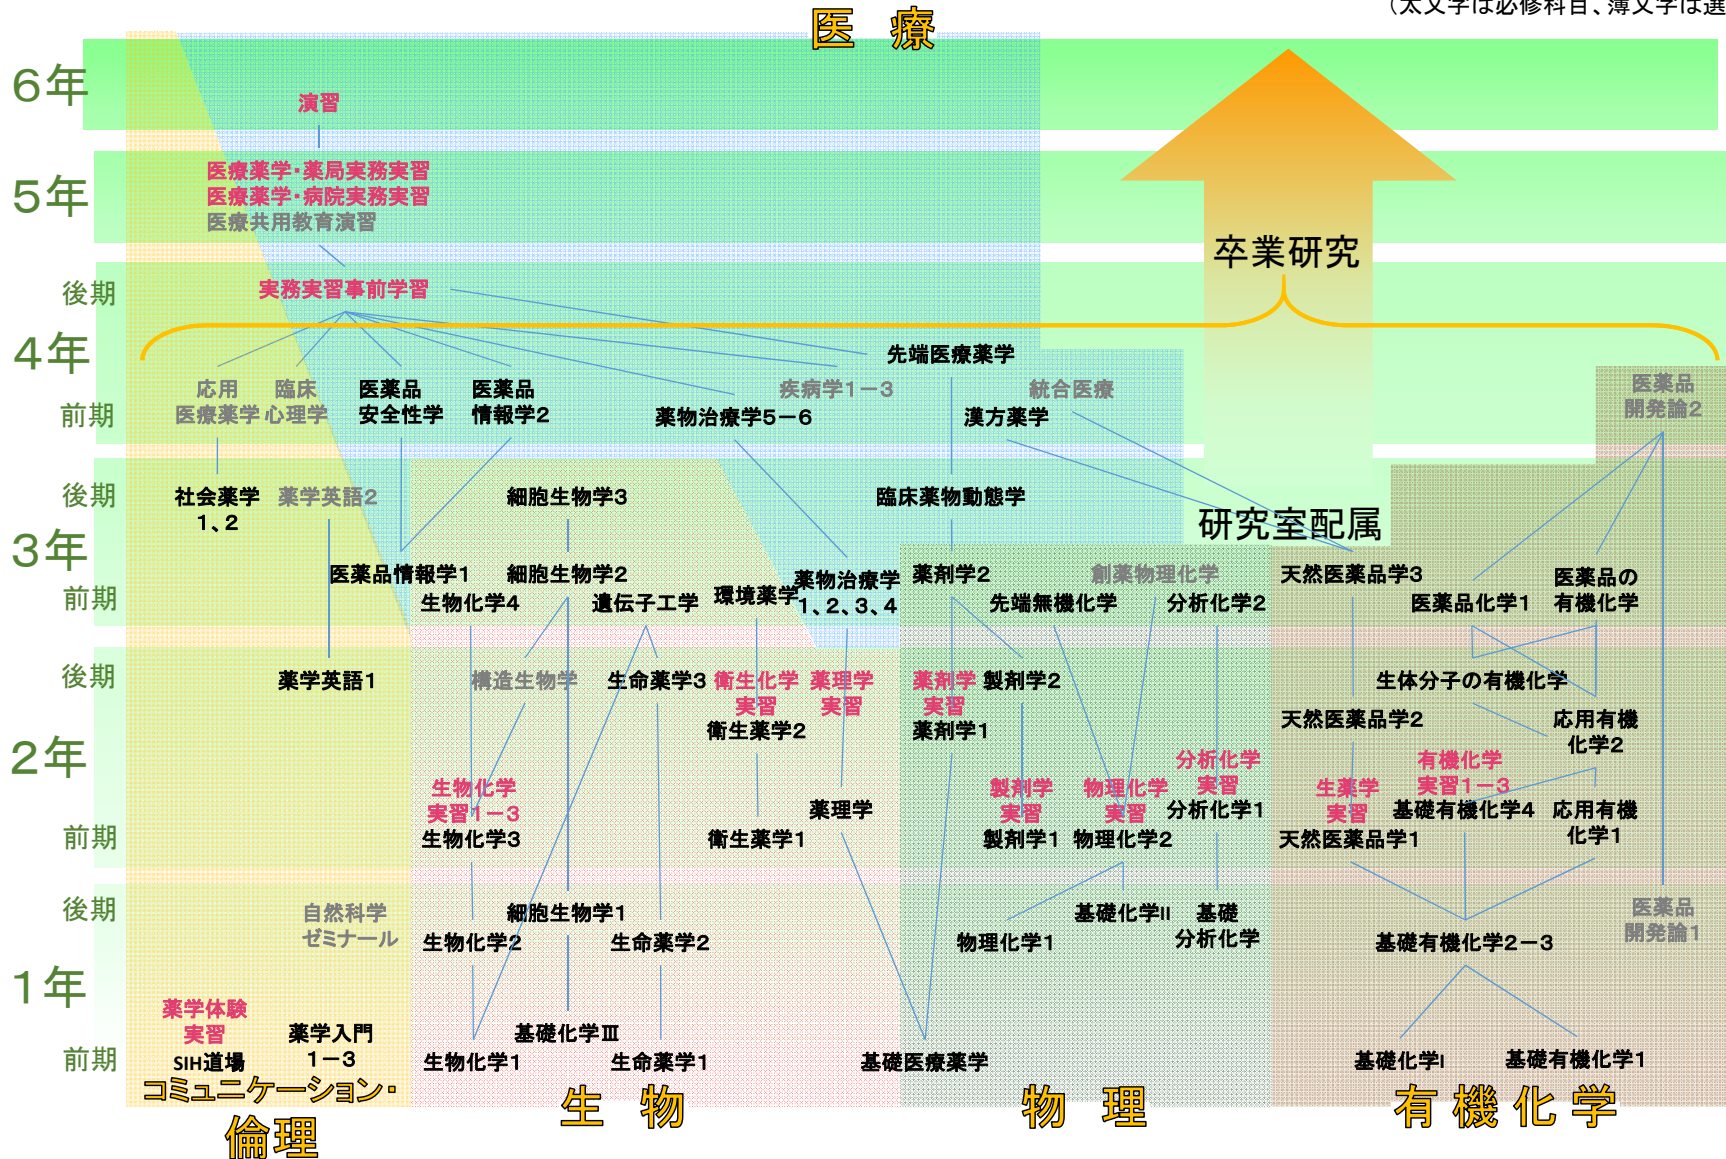 （太文字は必修科目、薄文字は選
医 療
6年
演習
5年
医療薬学・薬局実務実習
医療薬学・病院実務実習
医療共用教育演習
卒業研究
後期
実務実習事前学習
4年
先端医療薬学
前期
応用
医療薬学
臨床
心理学
医薬品
安全性学
医薬品
情報学2
疾病学1－3
薬物治療学5－6
統合医療
漢方薬学
医薬品
開発論2
後期
社会薬学
1、2
薬学英語2
細胞生物学3
臨床薬物動態学
研究室配属
3年
前期
医薬品情報学1
細胞生物学2
生物化学4
遺伝子工学
環境薬学
薬物治療学
1、2、3、4
薬剤学2
創薬物理化学
先端無機化学
分析化学2
天然医薬品学3
医薬品化学1
医薬品の
有機化学
後期
薬学英語1
構造生物学
生命薬学3
衛生化学
実習
衛生薬学2
薬理学
実習
薬剤学
実習
薬剤学1
製剤学2
生体分子の有機化学
天然医薬品学2
応用有機
化学2
2年
前期
生物化学
実習1－3
生物化学3
衛生薬学1
薬理学
製剤学
実習
製剤学1
物理化学
実習
物理化学2
分析化学
実習
分析化学1
生薬学
実習
天然医薬品学1
有機化学
実習1－3
基礎有機化学4
応用有機
化学1
後期
自然科学
ゼミナール
細胞生物学1
生物化学2
生命薬学2
物理化学1
基礎化学II
基礎
分析化学
基礎有機化学2－3
医薬品
開発論1
1年
前期
薬学体験
実習
SIH道場
薬学入門
1－3
基礎化学Ⅲ
生物化学1
生命薬学1
基礎医療薬学
基礎化学I
基礎有機化学1
コミュニケーション・
倫理
生 物
物 理
有 機 化 学